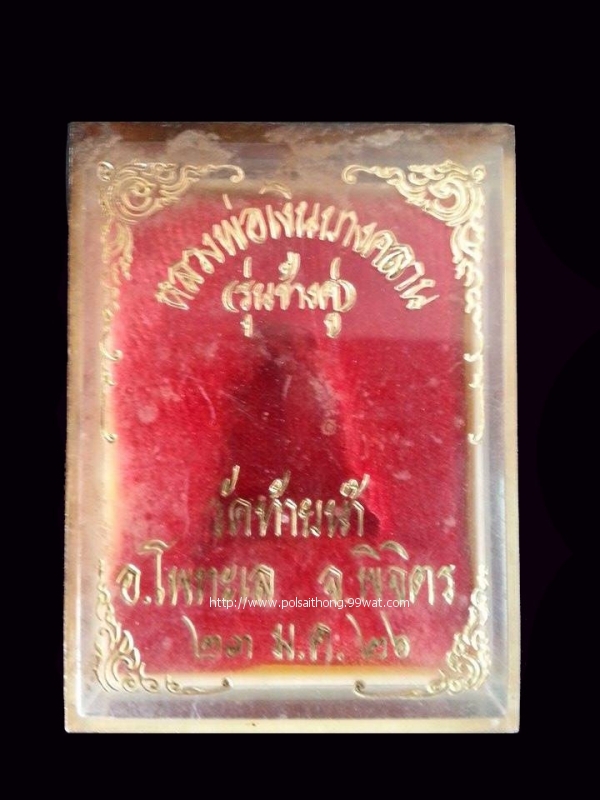 หลวงพ่อเงินบางคลาน
(รุ่นช้างคู่)
วัดท้ายน้ำ
อ.โพทะเล จ.พิจิตร
http://www.polsaithong.99wat.com
๒๓ ม.ค. ๒๖